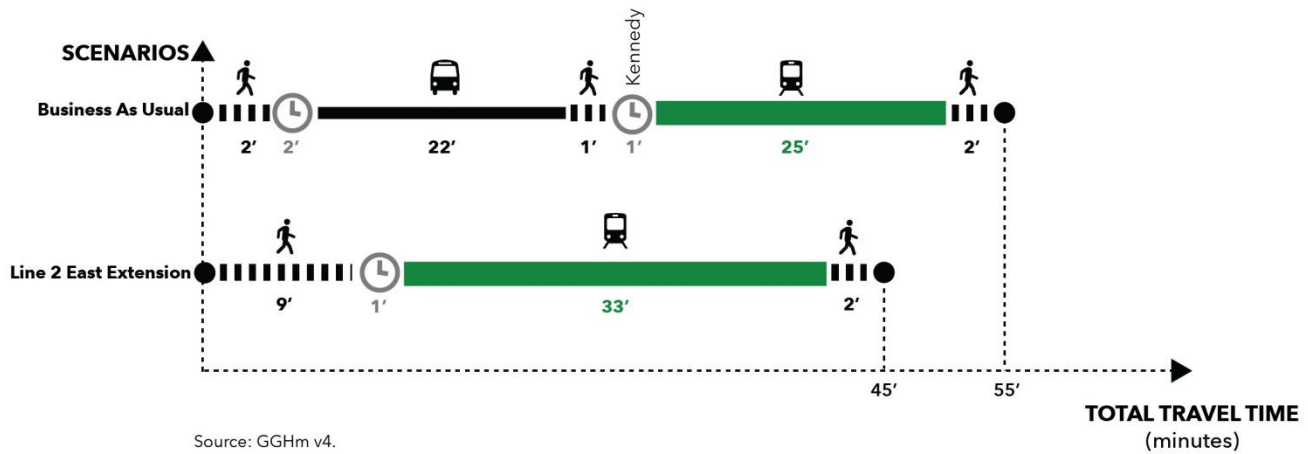 Kennedy
SCENARIOS
Business As Usual
2’ 2’ 22’ 1’ 1’ 25’ 2’
Line 2 East Extension
9’ 1’ 33’ 2’
45’ 55’
TOTAL TRAVEL TIME
(minutes)
Source: GGHm v4.